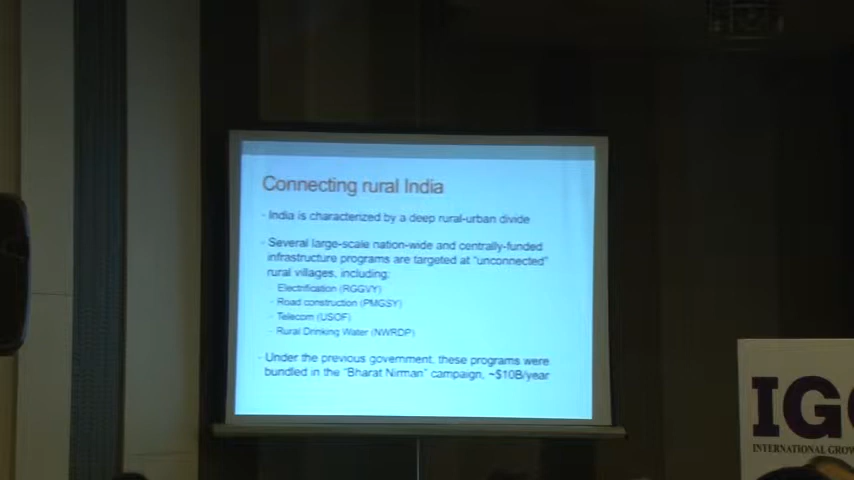 Connecting rural India
- India is characterized by a deep rural-urban divide
- Several large-scale nation-wide and centrally-funded
infrastructure programs are targeted at "unconnected"
rural villages, including:
- Electrification (RGGVY)
- Road construction (PMGSY)
- Telecom (USOF)
- Rural Drinking Water (NWRDP)
- Under the previous government, these programs were
bundled in the "Bharat Nirman" campaign, ~$10B/year
IG
INTERNATIONAL GROW